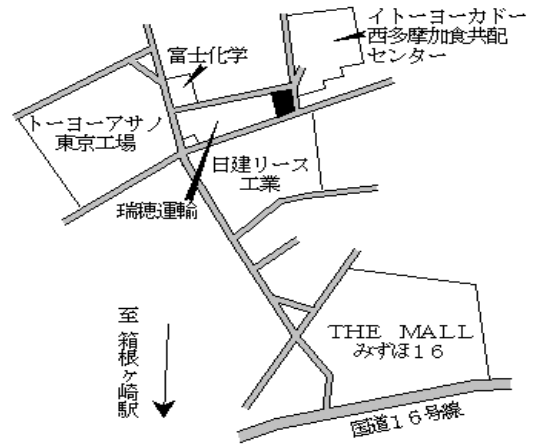 イトーヨーカドー
西多摩加食共配
センター
富士化学
トーヨーアサノ
東京工場
日建リース
工業
瑞穂運輸
至 箱根ヶ崎駅
THE MALL
みずほ16
国道16号線